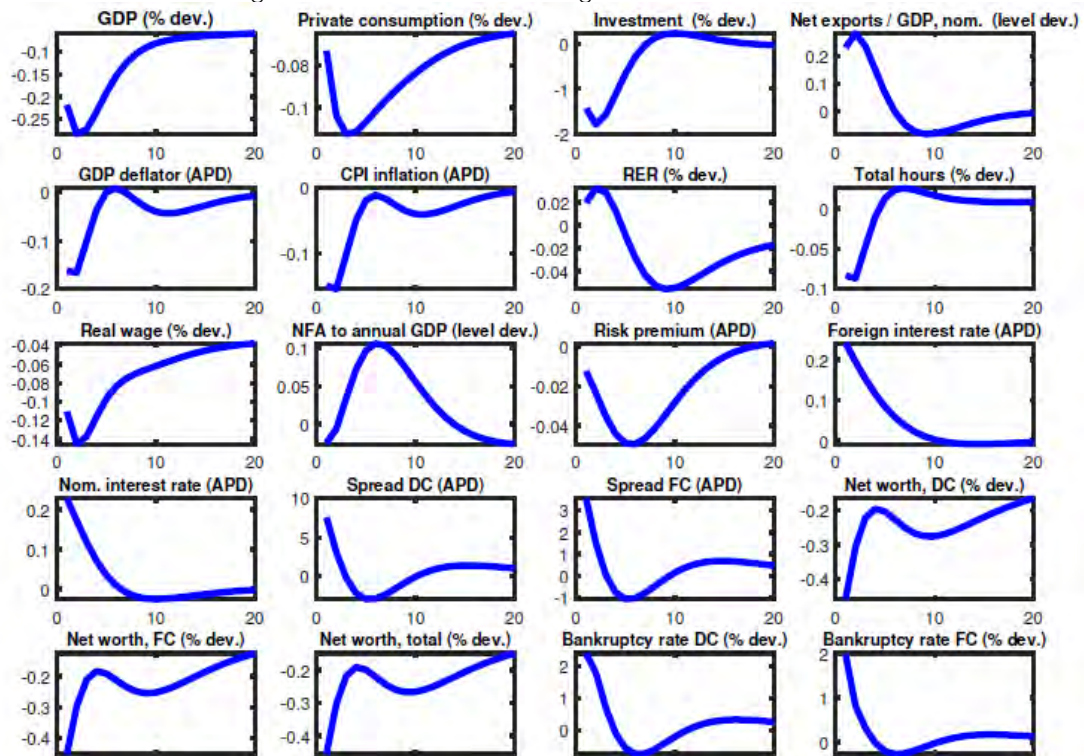 GDP (% dev.) Private consumption (% dev.) Investment (% dev.) Net exports / GDP, nom. (level dev.)
-0.1 -0.15 -0.2 -0.25 -0.08 -0.1 0 -1 -2 0.2 0.1 0
0 10 20 0 10 20 0 10 20 0 10 20
GDP deflator (APD) CPI inflation (APD) RER (% dev.) Total hours (% dev.)
0 -0.1 -0.2 0 -0.1 0.02 0 -0.02 -0.04 0 -0.05 -0.1
0 10 20 0 10 20 0 10 20 0 10 20
Real wage (% dev.) NFA to annual GDP (level dev.) Risk premium (APD) Foreign interest rate (APD)
-0.04 -0.06 -0.08 -0.1 -0.12 -0.14 0.1 0.05 0 0 -0.02 -0.04 0.2 0.1 0
0 10 20 0 10 20 0 10 20 0 10 20
Nom. interest rate (APD) Spread DC (APD) Spread FC (APD) Net worth, DC (% dev.)
0.2 0.1 0 10 5 0 3 2 1 0 -1 -0.2 -0.3 -0.4
0 10 20 0 10 20 0 10 20 0 10 20
Net worth, FC (% dev.) Net worth, total (% dev.) Bankruptcy rate DC (% dev.) Bankruptcy rate FC (% dev.)
-0.2 -0.3 -0.4 -0.2 -0.3 -0.4 2 1 0 2 1 0